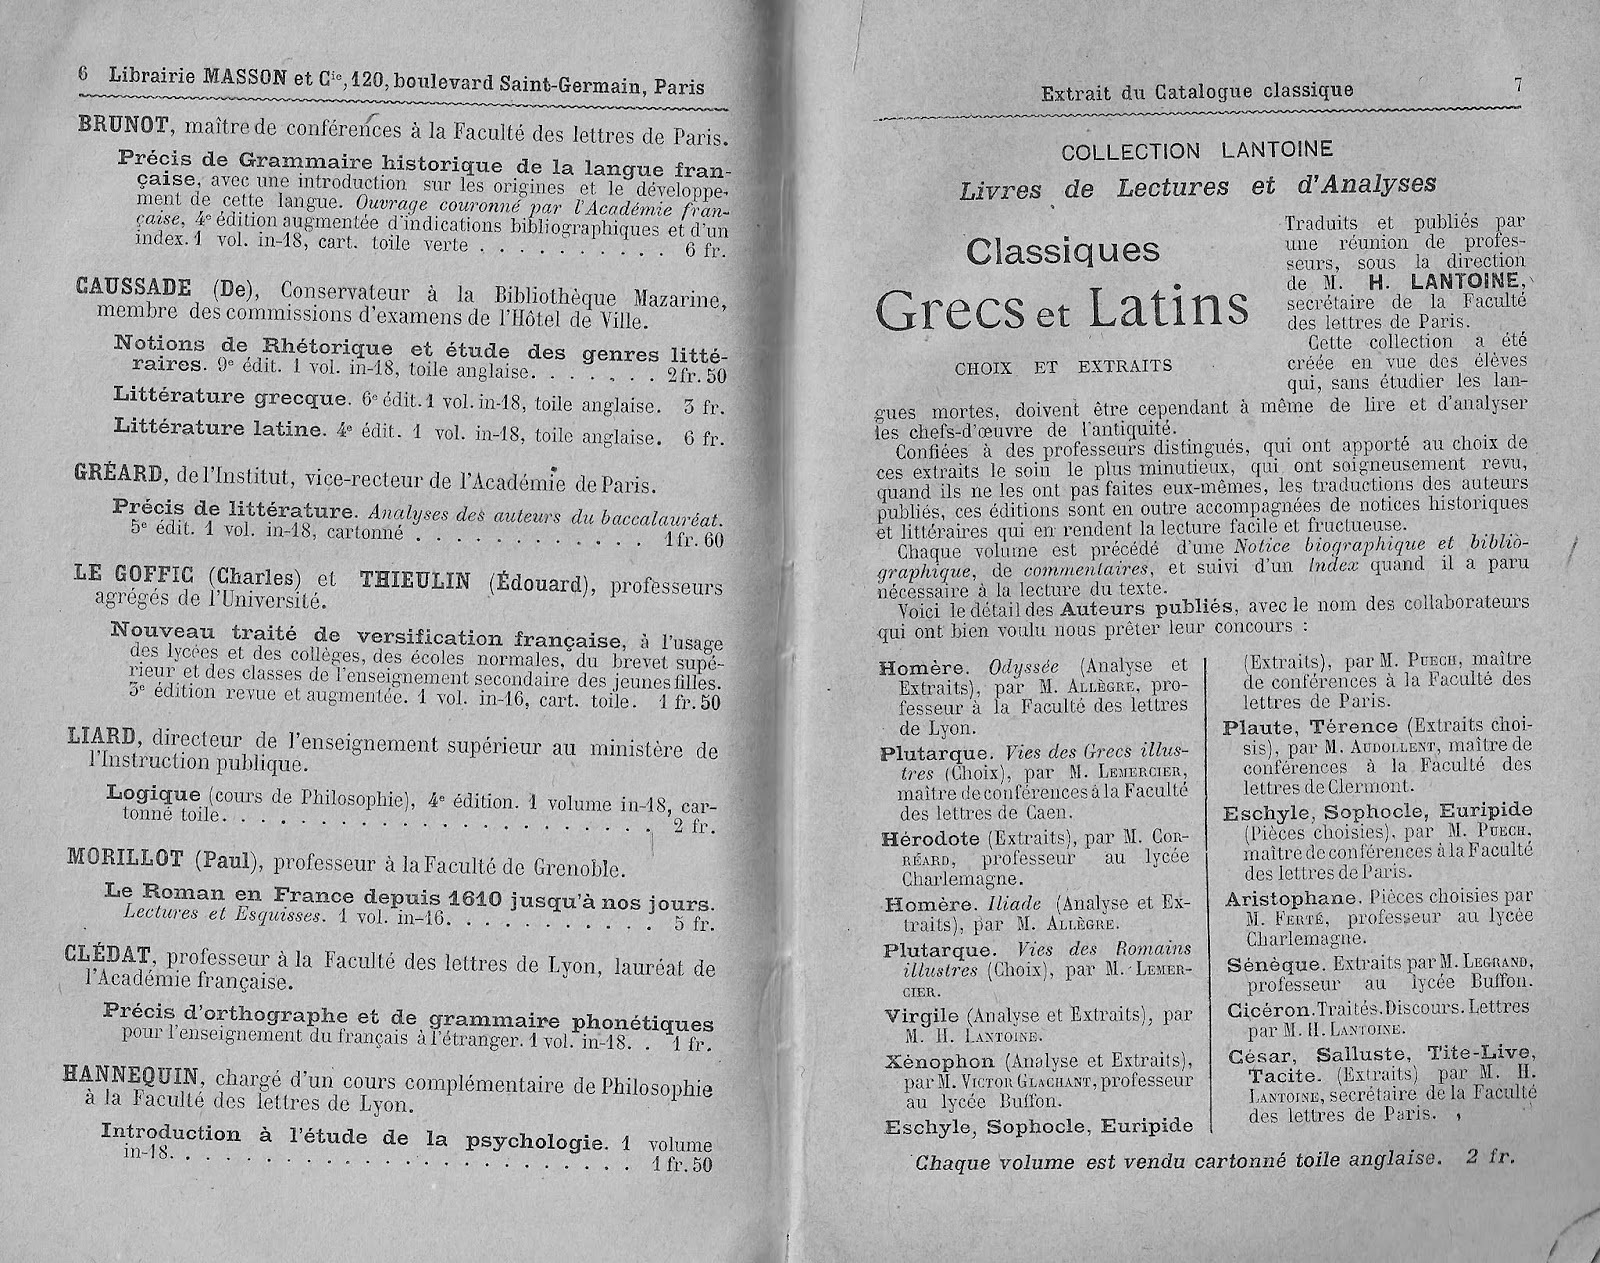 6 Librairie MASSON et Cie, 120, boulevard Saint-Germain, Paris
BRUNOT, maître de conférences à la Faculté des lettres de Paris.
Précis de Grammaire historique de la langue fran-
çaise, avec une introduction sur les origines et le développe-
ment de cette langue. Ouvrage couronné par l'Académie fran-
çaise, 4e édition augmentée d'indications bibliographiques et d'un
index. 1 vol. in-18, cart. toile verte . . . . . . . . . . 6 fr.
CAUSSADE (De), Conservateur à la Bibliothèque Mazarine,
membre des commissions d'examens de l'Hôtel de Ville.
Notions de Rhétorique et étude des genres litté-
raires. 9e édit. 1 vol. in-18, toile anglaise. . . . . . . 2 fr. 50
Littérature grecque. 6e édit. 1 vol. in-18, toile anglaise. 3 fr.
Littérature latine. 4e édit. 1 vol. in-18, toile anglaise. 6 fr.
GRÉARD, de l'Institut, vice-recteur de l'Académie de Paris.
Précis de littérature. Analyses des auteurs du baccalauréat.
5e édit. 1 vol. in-18, cartonné . . . . . . . . . . . . 1 fr. 60
LE GOFFIC (Charles) et THIEULIN (Édouard), professeurs
agrégés de l'Université.
Nouveau traité de versification française, à l'usage
des lycées et des collèges, des écoles normales, du brevet supé-
rieur et des classes de l'enseignement secondaire des jeunes filles.
3e édition revue et augmentée. 1 vol. in-16, cart. toile. 1 fr. 50
LIARD, directeur de l'enseignement supérieur au ministère de
l'Instruction publique.
Logique (cours de Philosophie), 4e édition. 1 volume in-18, car-
tonné toile. . . . . . . . . . . . . . . . . . . . . . 2 fr.
MORILLOT (Paul), professeur à la Faculté de Grenoble.
Le Roman en France depuis 1610 jusqu'à nos jours.
Lectures et Esquisses. 1 vol. in-16. . . . . . . . . . . 5 fr.
CLÉDAT, professeur à la Faculté des lettres de Lyon, lauréat de
l'Académie française.
Précis d'orthographe et de grammaire phonétiques
pour l'enseignement du français à l'étranger. 1 vol. in-18. . 1 fr.
HANNEQUIN, chargé d'un cours complémentaire de Philosophie
à la Faculté des lettres de Lyon.
Introduction à l'étude de la psychologie. 1 volume
in-18. . . . . . . . . . . . . . . . . . . . . . . . 1 fr. 50
Extrait du Catalogue classique 7
COLLECTION LANTOINE
Livres de Lectures et d'Analyses
Classiques
Grecs et Latins
CHOIX ET EXTRAITS
Traduits et publiés par
une réunion de profes-
seurs, sous la direction
de M. H. LANTOINE,
secrétaire de la Faculté
des lettres de Paris.
Cette collection a été
créée en vue des élèves
qui, sans étudier les lan-
gues mortes, doivent être cependant à même de lire et d'analyser
les chefs-d'œuvre de l'antiquité.
Confiées à des professeurs distingués, qui ont apporté au choix de
ces extraits le soin le plus minutieux, qui ont soigneusement revu,
quand ils ne les ont pas faites eux-mêmes, les traductions des auteurs
publiés, ces éditions sont en outre accompagnées de notices historiques
et littéraires qui en rendent la lecture facile et fructueuse.
Chaque volume est précédé d'une Notice biographique et biblio-
graphique, de commentaires, et suivi d'un Index quand il a paru
nécessaire à la lecture du texte.
Voici le détail des Auteurs publiés, avec le nom des collaborateurs
qui ont bien voulu nous prêter leur concours :
Homère. Odyssée (Analyse et
Extraits), par M. ALLÈGRE, pro-
fesseur à la Faculté des lettres
de Lyon.
Plutarque. Vies des Grecs illus-
tres (Choix), par M. LEMERCIER,
maître de conférences à la Faculté
des lettres de Caen.
Hérodote (Extraits), par M. COR-
RÉARD, professeur au lycée
Charlemagne.
Homère. Iliade (Analyse et Ex-
traits), par M. ALLÈGRE.
Plutarque. Vies des Romains
illustres (Choix), par M. LEMER-
CIER.
Virgile (Analyse et Extraits), par
M. H. LANTOINE.
Xénophon (Analyse et Extraits),
par M. VICTOR GLACHANT, professeur
au lycée Buffon.
Eschyle, Sophocle, Euripide
(Extraits), par M. PUECH, maître
de conférences à la Faculté des
lettres de Paris.
Plaute, Térence (Extraits choi-
sis), par M. AUDOLLENT, maître de
conférences à la Faculté des
lettres de Clermont.
Eschyle, Sophocle, Euripide
(Pièces choisies), par M. PUECH,
maître de conférences à la Faculté
des lettres de Paris.
Aristophane. Pièces choisies par
M. FERTÉ, professeur au lycée
Charlemagne.
Sénèque. Extraits par M. LEGRAND,
professeur au lycée Buffon.
Cicéron. Traités. Discours. Lettres
par M. H. LANTOINE.
César, Salluste, Tite-Live,
Tacite. (Extraits) par M. H.
LANTOINE, secrétaire de la Faculté
des lettres de Paris.
Chaque volume est vendu cartonné toile anglaise. 2 fr.